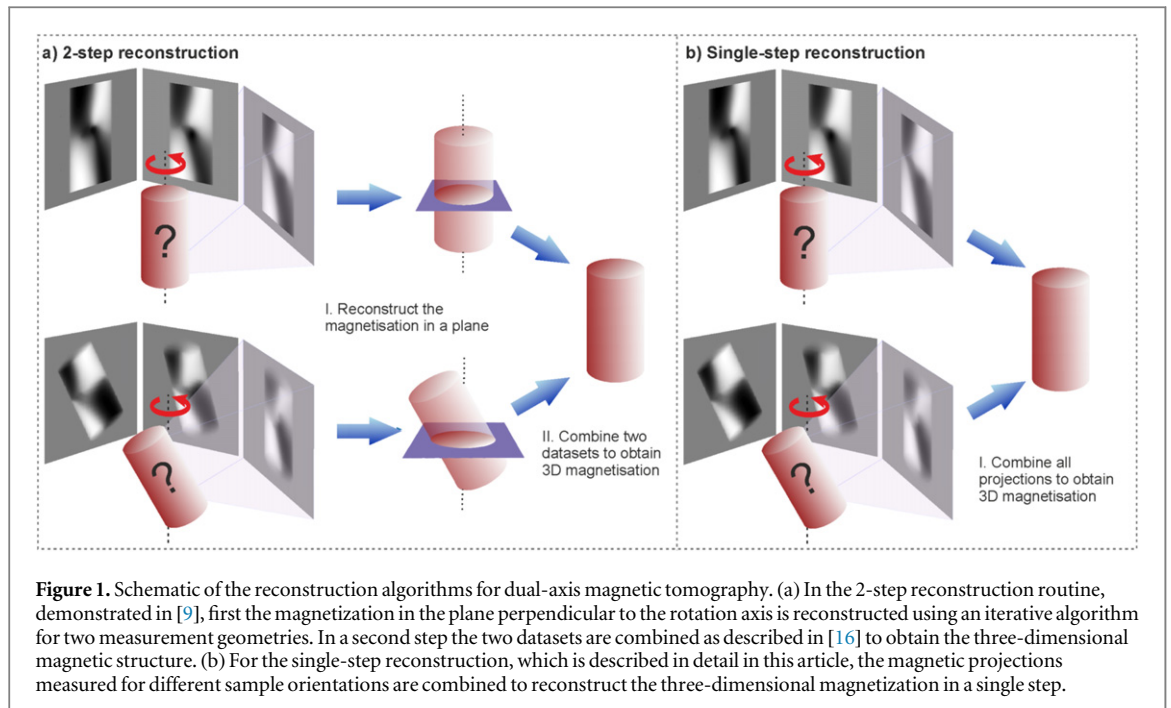 a) 2-step reconstruction
?
I. Reconstruct the
magnetisation in a plane
?
II. Combine two
datasets to obtain
3D magnetisation
b) Single-step reconstruction
?
?
I. Combine all
projections to obtain
3D magnetisation
Figure 1. Schematic of the reconstruction algorithms for dual-axis magnetic tomography. (a) In the 2-step reconstruction routine,
demonstrated in [9], first the magnetization in the plane perpendicular to the rotation axis is reconstructed using an iterative algorithm
for two measurement geometries. In a second step the two datasets are combined as described in [16] to obtain the three-dimensional
magnetic structure. (b) For the single-step reconstruction, which is described in detail in this article, the magnetic projections
measured for different sample orientations are combined to reconstruct the three-dimensional magnetization in a single step.